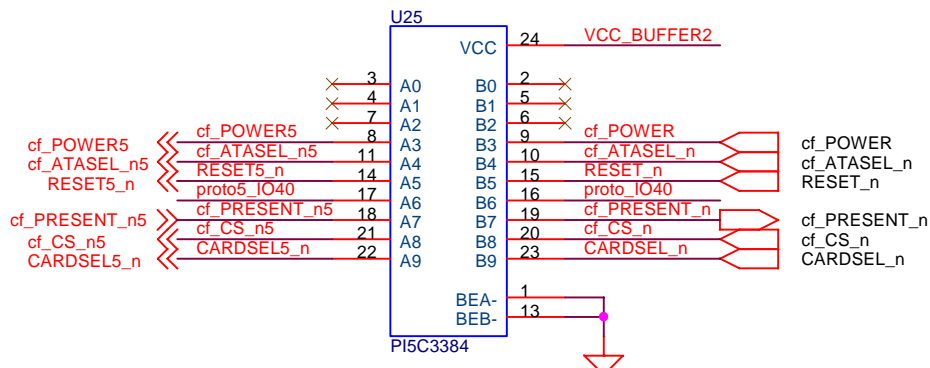 U25
VCC 24 VCC_BUFFER2
3 A0 B0 2
4 A1 B1 5
7 A2 B2 6
cf_POWER5 cf_POWER5 8 A3 B3 9 cf_POWER cf_POWER
cf_ATASEL_n5 cf_ATASEL_n5 11 A4 B4 10 cf_ATASEL_n cf_ATASEL_n
RESET5_n RESET5_n 14 A5 B5 15 RESET_n RESET_n
proto5_IO40 17 A6 B6 16 proto_IO40
cf_PRESENT_n5 cf_PRESENT_n5 18 A7 B7 19 cf_PRESENT_n cf_PRESENT_n
cf_CS_n5 cf_CS_n5 21 A8 B8 20 cf_CS_n cf_CS_n
CARDSEL5_n CARDSEL5_n 22 A9 B9 23 CARDSEL_n CARDSEL_n
BEA- 1
BEB- 13
PI5C3384